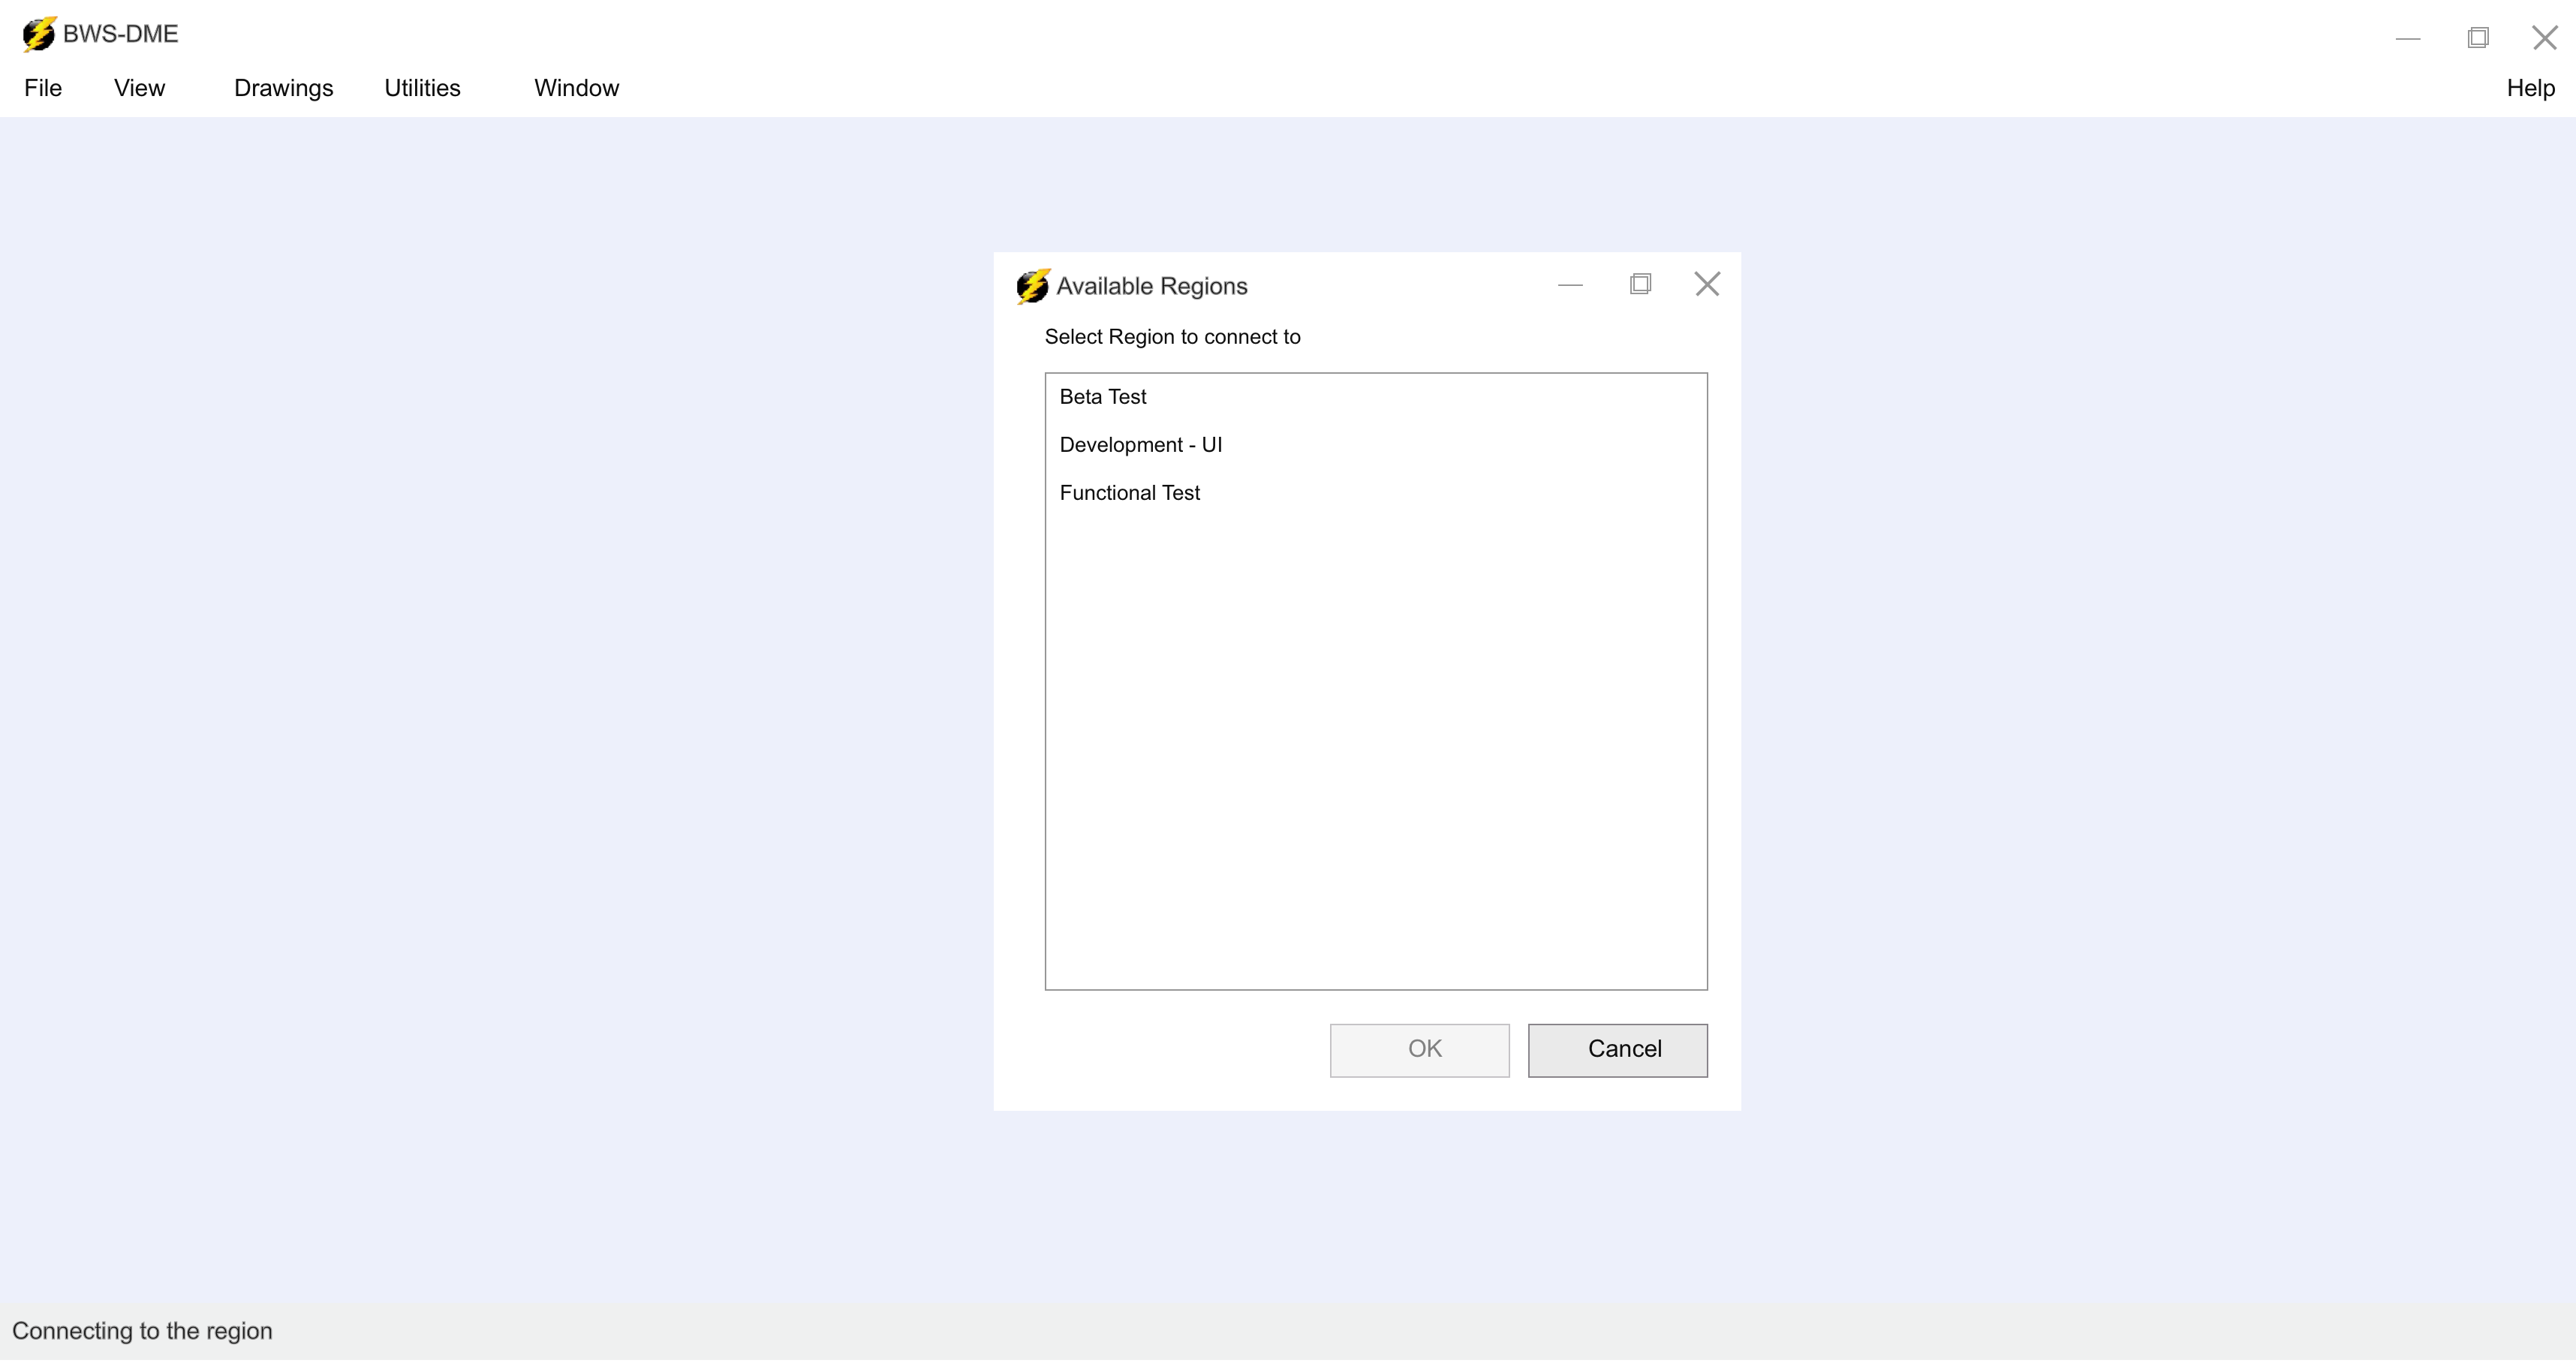 BWS-DME
File View Drawings Utilities Window Help
Available Regions
Select Region to connect to
Beta Test
Development - UI
Functional Test
OK Cancel
Connecting to the region